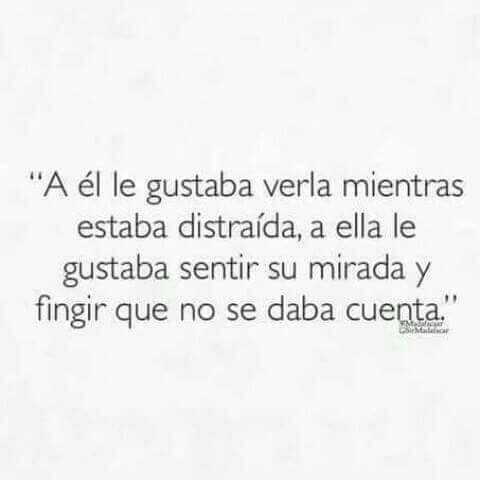 “A él le gustaba verla mientras
estaba distraída, a ella le
gustaba sentir su mirada y
fingir que no se daba cuenta.”